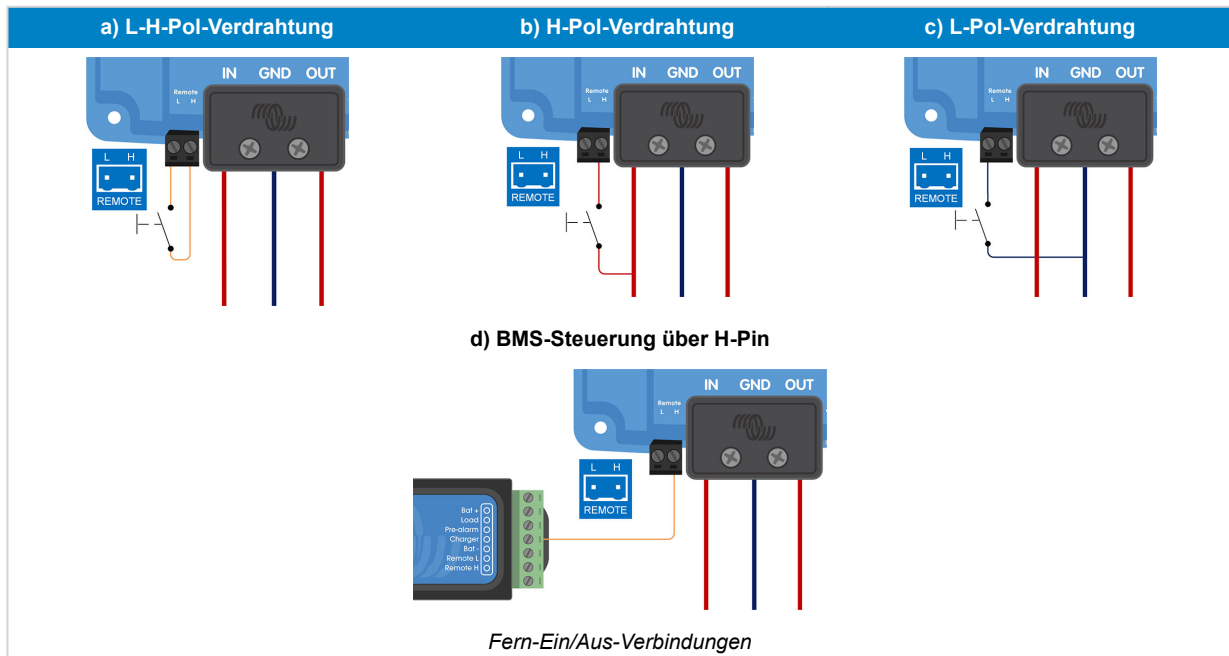 a) L-H-Pol-Verdrahtung
b) H-Pol-Verdrahtung
c) L-Pol-Verdrahtung
IN GND OUT
Remote
L H
L H
REMOTE
IN GND OUT
Remote
L H
L H
REMOTE
IN GND OUT
Remote
L H
L H
REMOTE
d) BMS-Steuerung über H-Pin
IN GND OUT
Remote
L H
L H
REMOTE
Bat +
Load
Pre-alarm
Charger
Bat -
Remote L
Remote H
Fern-Ein/Aus-Verbindungen